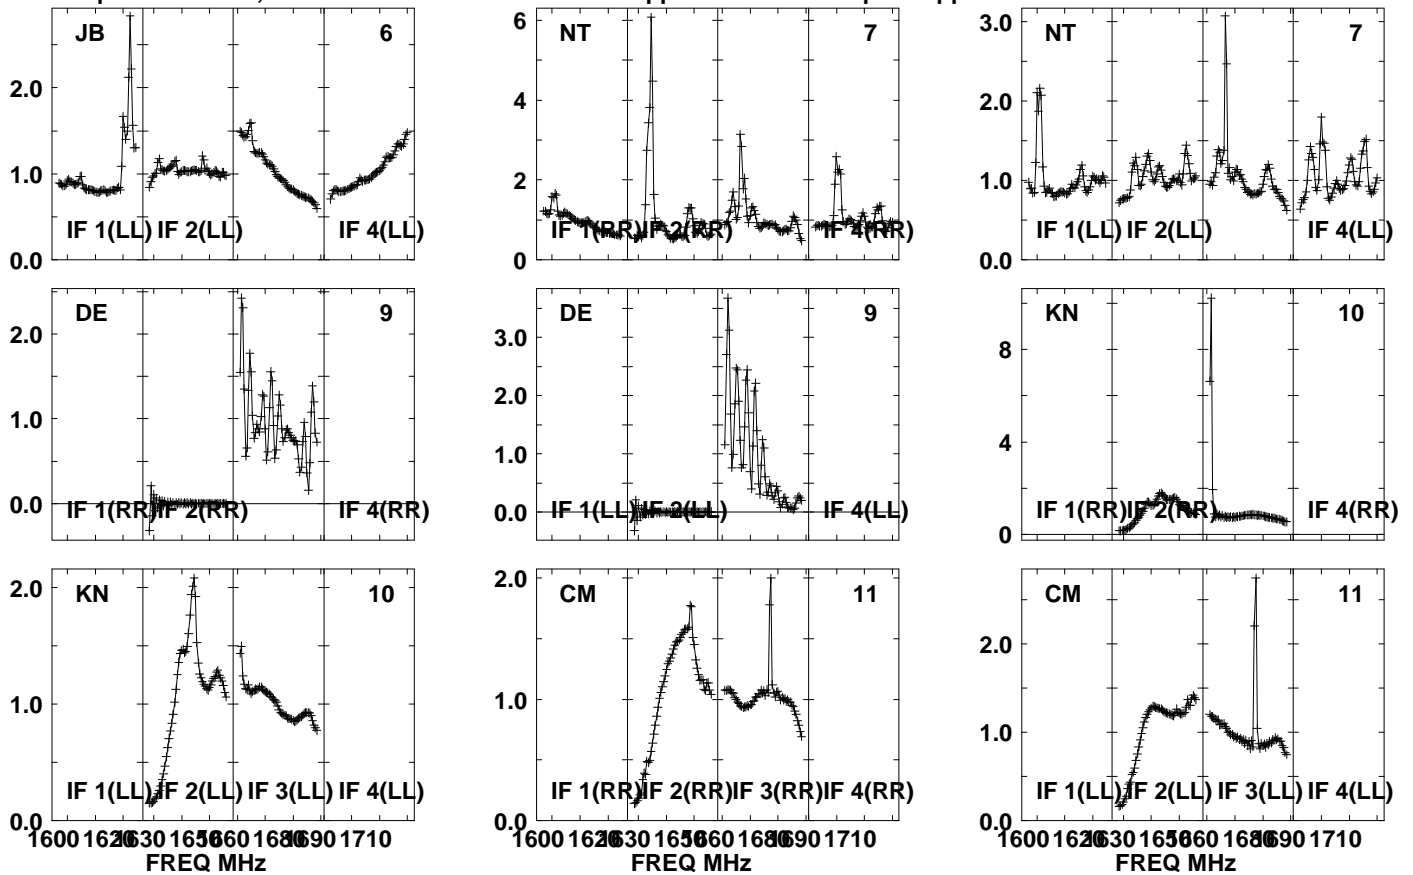 JB 6 NT 7 NT 7
2.0 6 3.0
4 2.0
1.0 2 1.0
IF 1(LL) IF 2(LL) IF 4(LL) IF 1(RR) IF 2(RR) IF 4(RR) IF 1(LL) IF 2(LL) IF 4(LL)
0.0 0 0.0
DE 9 DE 9 KN 10
2.0 3.0 8
1.0 2.0 4
1.0
0.0 0.0 0
IF 1(RR) IF 2(RR) IF 4(RR) IF 1(LL) IF 2(LL) IF 4(LL) IF 1(RR) IF 2(RR) IF 4(RR)
KN 10 CM 11 CM 11
2.0 2.0 2.0
1.0 1.0 1.0
IF 1(LL) IF 2(LL) IF 3(LL) IF 4(LL) IF 1(RR) IF 2(RR) IF 3(RR) IF 4(RR) IF 1(LL) IF 2(LL) IF 3(LL) IF 4(LL)
0.0 0.0 0.0
1600 1620 1630 1650 1660 1680 1690 1710 1600 1620 1630 1650 1660 1680 1690 1710 1600 1620 1630 1650 1660 1680 1690 1710
FREQ MHz FREQ MHz FREQ MHz